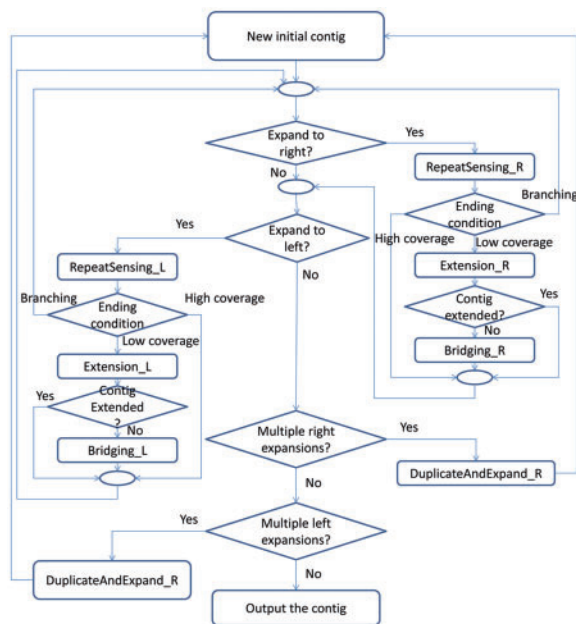 New initial contig
Expand to
right?
Yes
No
RepeatSensing_R
Branching
Ending
condition
High coverage
Low coverage
Extension_R
Contig
extended?
Yes
No
Bridging_R
Expand to
left?
Yes
No
RepeatSensing_L
Branching
High coverage
Ending
condition
Low coverage
Extension_L
Yes
Contig
Extended
?
No
Bridging_L
Multiple right
expansions?
Yes
No
DuplicateAndExpand_R
Multiple left
expansions?
Yes
No
DuplicateAndExpand_R
Output the contig